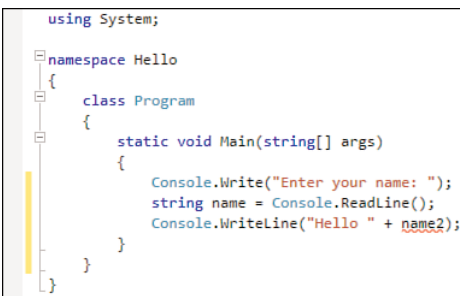 using System;
namespace Hello
{
class Program
{
static void Main(string[] args)
{
Console.Write("Enter your name: ");
string name = Console.ReadLine();
Console.WriteLine("Hello " + name2);
}
}
}